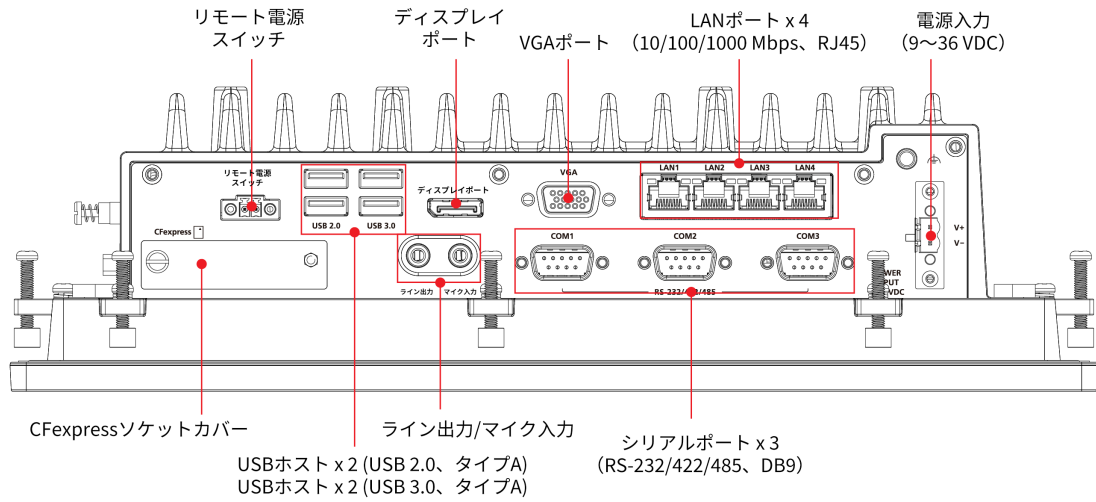 リモート電源
スイッチ
ディスプレイ
ポート
VGAポート
LANポート x 4
（10/100/1000 Mbps、RJ45）
電源入力
（9～36 VDC）
リモート電源
スイッチ
USB 2.0
USB 3.0
ディスプレイポート
VGA
LAN1
LAN2
LAN3
LAN4
V+
V−
CFexpress
ライン出力
マイク入力
COM1
COM2
COM3
RS-232/422/485
WER
PUT
VDC
CFexpressソケットカバー
ライン出力/マイク入力
USBホスト x 2 (USB 2.0、タイプA)
USBホスト x 2 (USB 3.0、タイプA)
シリアルポート x 3
（RS-232/422/485、DB9）